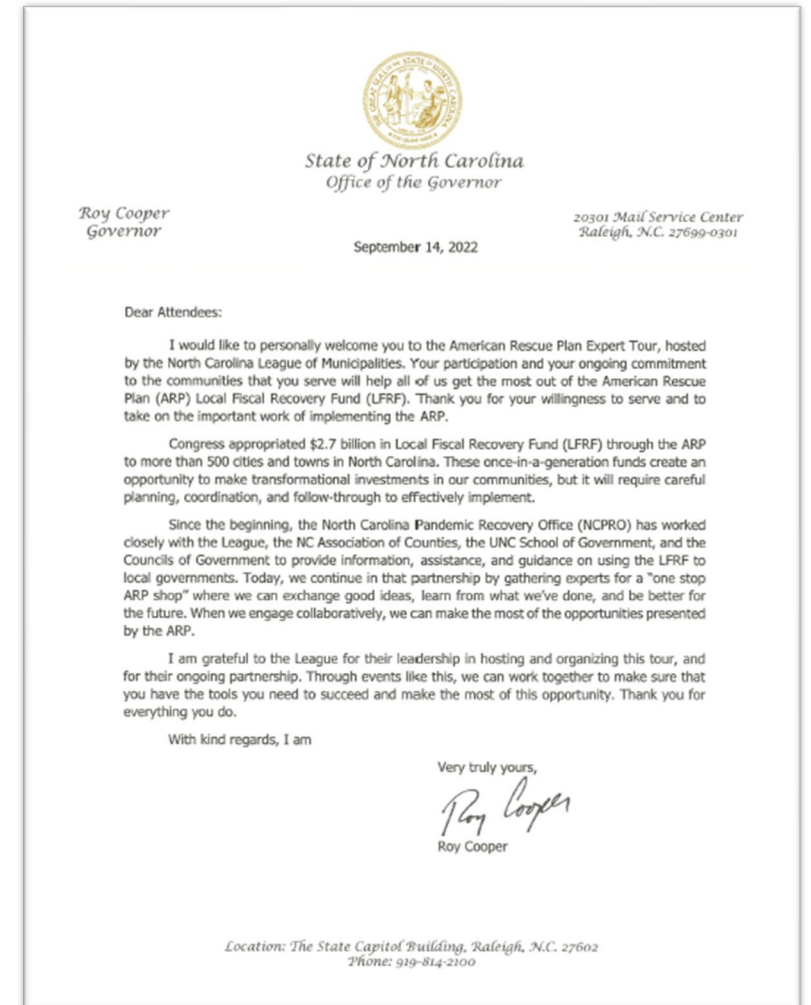 THE GREAT SEAL OF THE STATE OF NORTH CAROLINA
State of North Carolina
Office of the Governor
Roy Cooper
Governor
20301 Mail Service Center
Raleigh, N.C. 27699-0301
September 14, 2022
Dear Attendees:
I would like to personally welcome you to the American Rescue Plan Expert Tour, hosted
by the North Carolina League of Municipalities. Your participation and your ongoing commitment
to the communities that you serve will help all of us get the most out of the American Rescue
Plan (ARP) Local Fiscal Recovery Fund (LFRF). Thank you for your willingness to serve and to
take on the important work of implementing the ARP.
Congress appropriated $2.7 billion in Local Fiscal Recovery Fund (LFRF) through the ARP
to more than 500 cities and towns in North Carolina. These once-in-a-generation funds create an
opportunity to make transformational investments in our communities, but it will require careful
planning, coordination, and follow-through to effectively implement.
Since the beginning, the North Carolina Pandemic Recovery Office (NCPRO) has worked
closely with the League, the NC Association of Counties, the UNC School of Government, and the
Councils of Government to provide information, assistance, and guidance on using the LFRF to
local governments. Today, we continue in that partnership by gathering experts for a "one stop
ARP shop" where we can exchange good ideas, learn from what we've done, and be better for
the future. When we engage collaboratively, we can make the most of the opportunities presented
by the ARP.
I am grateful to the League for their leadership in hosting and organizing this tour, and
for their ongoing partnership. Through events like this, we can work together to make sure that
you have the tools you need to succeed and make the most of this opportunity. Thank you for
everything you do.
With kind regards, I am
Very truly yours,
Roy Cooper
Roy Cooper
Location: The State Capitol Building, Raleigh, N.C. 27602
Phone: 919-814-2100